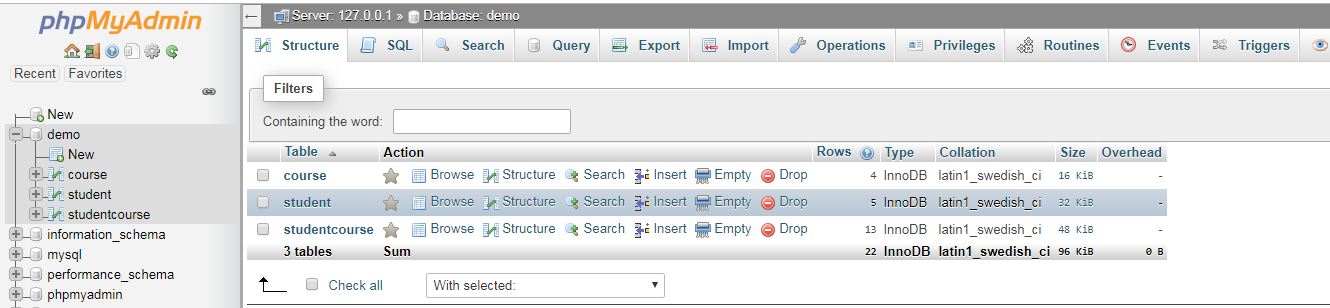 phpMyAdmin
Server: 127.0.0.1 » Database: demo
Structure SQL Search Query Export Import Operations Privileges Routines Events Triggers
Recent Favorites
Filters
Containing the word:
New
demo
New
course
student
studentcourse
information_schema
mysql
performance_schema
phpmyadmin
Table Action Rows Type Collation Size Overhead
course Browse Structure Search Insert Empty Drop 4 InnoDB latin1_swedish_ci 16 KiB -
student Browse Structure Search Insert Empty Drop 5 InnoDB latin1_swedish_ci 32 KiB -
studentcourse Browse Structure Search Insert Empty Drop 13 InnoDB latin1_swedish_ci 48 KiB -
3 tables Sum 22 InnoDB latin1_swedish_ci 96 KiB 0 B
Check all With selected: